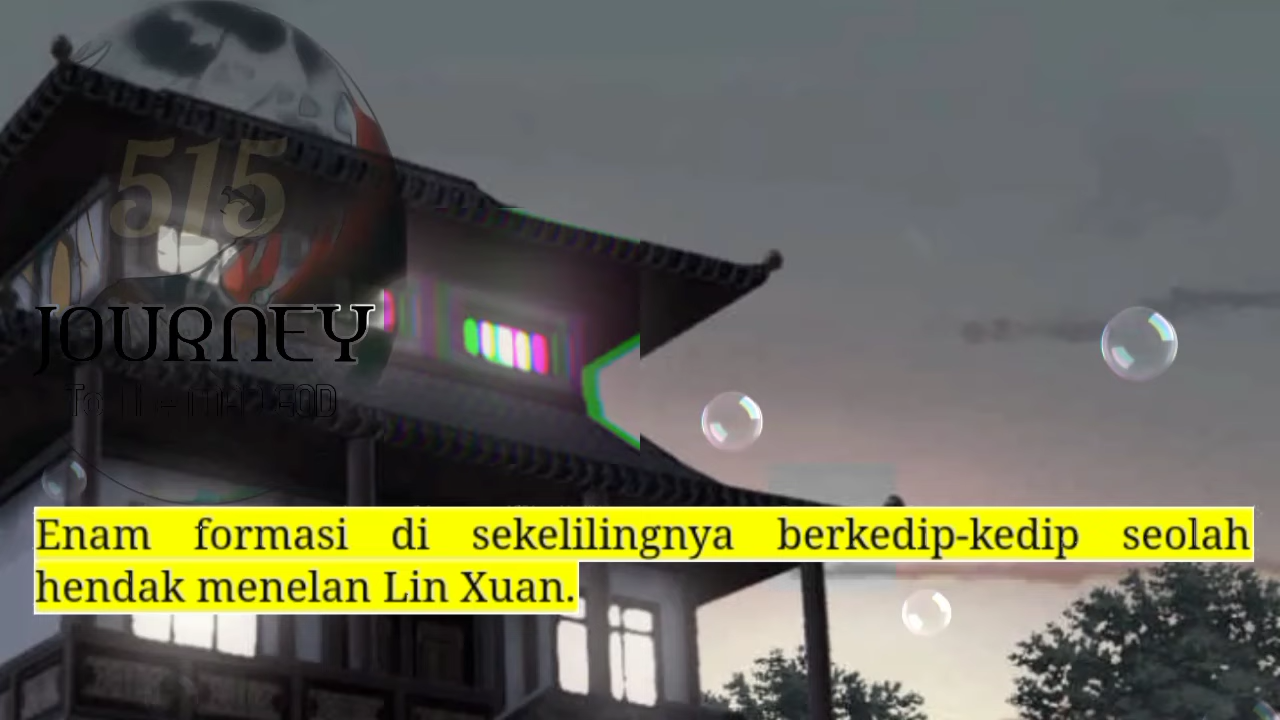 515
JOURNEY
Enam formasi di sekelilingnya berkedip-kedip seolah
hendak menelan Lin Xuan.